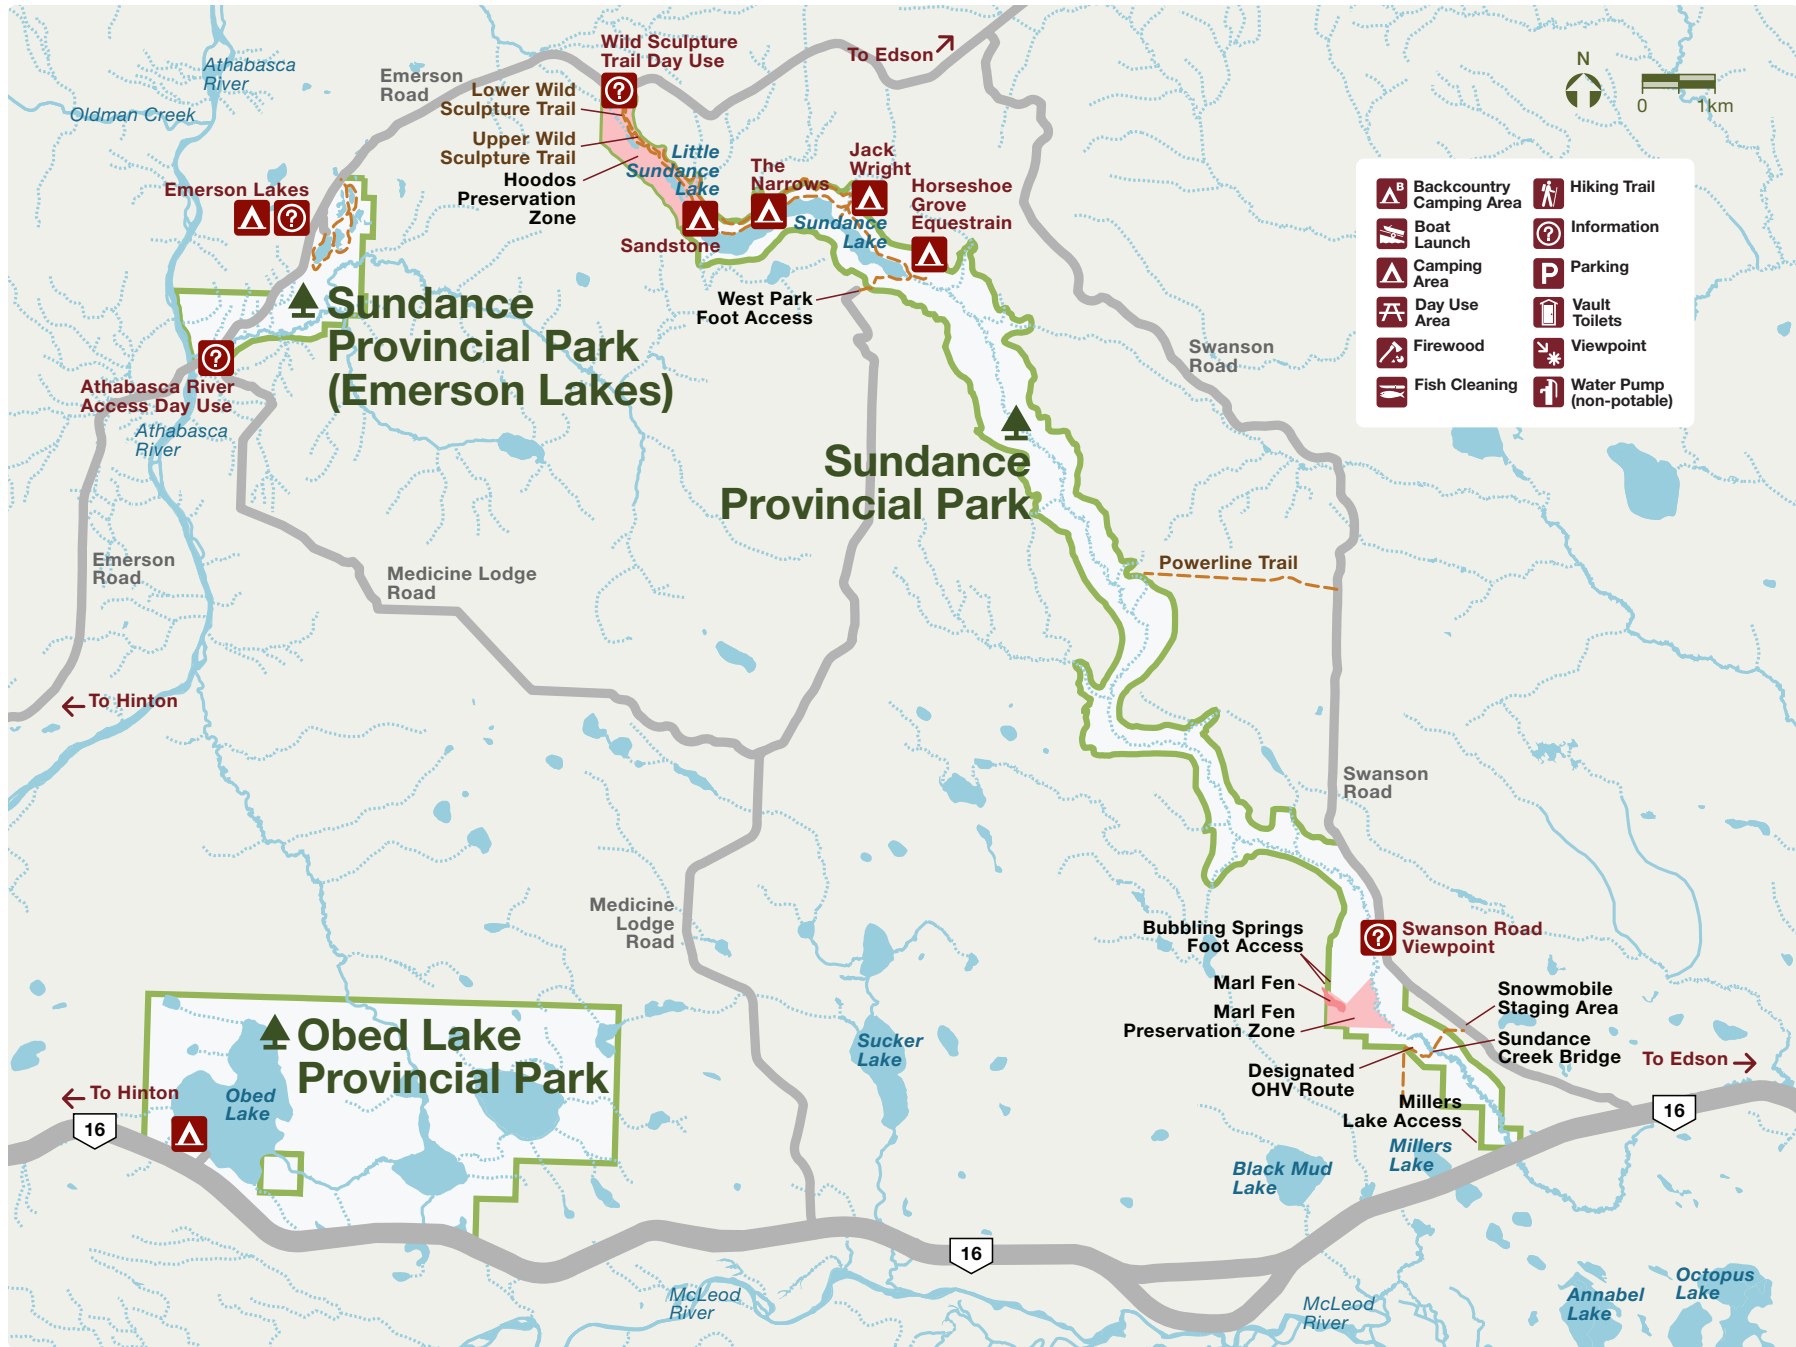 Wild Sculpture
Trail Day Use
To Edson
Athabasca
River
Oldman Creek
Emerson
Road
Lower Wild
Sculpture Trail
Upper Wild
Sculpture Trail
Hoodos
Preservation
Zone
Little
Sundance
Lake
The
Narrows
Jack
Wright
Horseshoe
Grove
Equestrain
Sundance
Lake
Sandstone
West Park
Foot Access
Emerson Lakes
Sundance
Provincial Park
(Emerson Lakes)
Athabasca River
Access Day Use
Athabasca
River
N
0 1km
B
Backcountry
Camping Area
Boat
Launch
Camping
Area
Day Use
Area
Firewood
Fish Cleaning
Hiking Trail
Information
P
Parking
Vault
Toilets
Viewpoint
Water Pump
(non-potable)
Swanson
Road
Sundance
Provincial Park
Emerson
Road
Medicine Lodge
Road
Powerline Trail
To Hinton
Swanson
Road
Medicine
Lodge
Road
Bubbling Springs
Foot Access
Marl Fen
Marl Fen
Preservation Zone
Swanson Road
Viewpoint
Snowmobile
Staging Area
Sundance
Creek Bridge
To Edson
Designated
OHV Route
Millers
Lake Access
Millers
Lake
Black Mud
Lake
Sucker
Lake
Obed Lake
Provincial Park
Obed
Lake
To Hinton
16
16
16
McLeod
River
McLeod
River
Annabel
Lake
Octopus
Lake